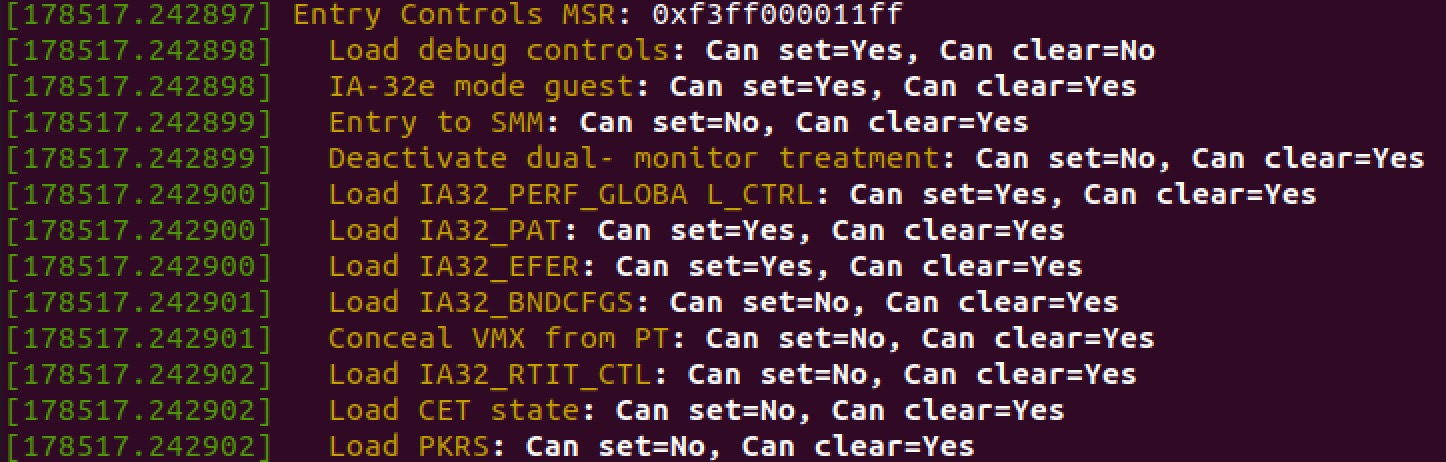 [178517.242897] Entry Controls MSR: 0xf3ff000011ff
[178517.242898]   Load debug controls: Can set=Yes, Can clear=No
[178517.242898]   IA-32e mode guest: Can set=Yes, Can clear=Yes
[178517.242899]   Entry to SMM: Can set=No, Can clear=Yes
[178517.242899]   Deactivate dual- monitor treatment: Can set=No, Can clear=Yes
[178517.242900]   Load IA32_PERF_GLOBA L_CTRL: Can set=Yes, Can clear=Yes
[178517.242900]   Load IA32_PAT: Can set=Yes, Can clear=Yes
[178517.242900]   Load IA32_EFER: Can set=Yes, Can clear=Yes
[178517.242901]   Load IA32_BNDCFGS: Can set=No, Can clear=Yes
[178517.242901]   Conceal VMX from PT: Can set=No, Can clear=Yes
[178517.242902]   Load IA32_RTIT_CTL: Can set=No, Can clear=Yes
[178517.242902]   Load CET state: Can set=No, Can clear=Yes
[178517.242902]   Load PKRS: Can set=No, Can clear=Yes